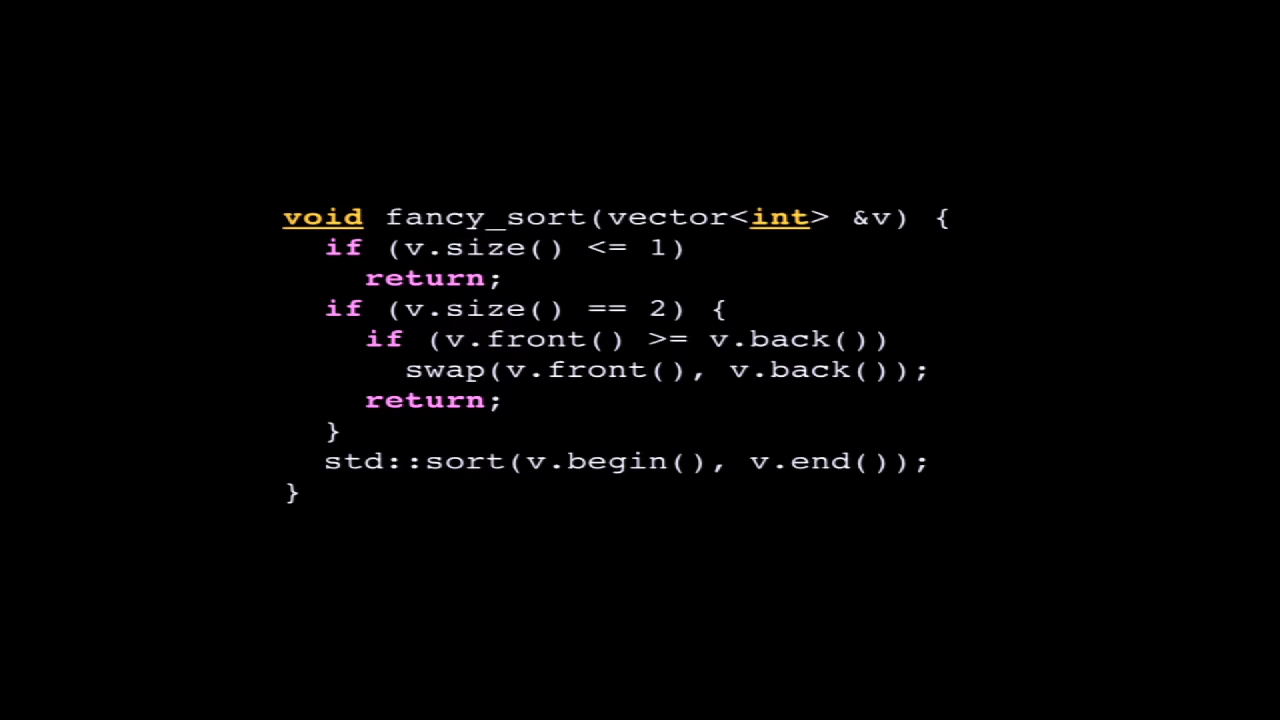 void fancy_sort(vector<int> &v) {
  if (v.size() <= 1)
    return;
  if (v.size() == 2) {
    if (v.front() >= v.back())
      swap(v.front(), v.back());
    return;
  }
  std::sort(v.begin(), v.end());
}